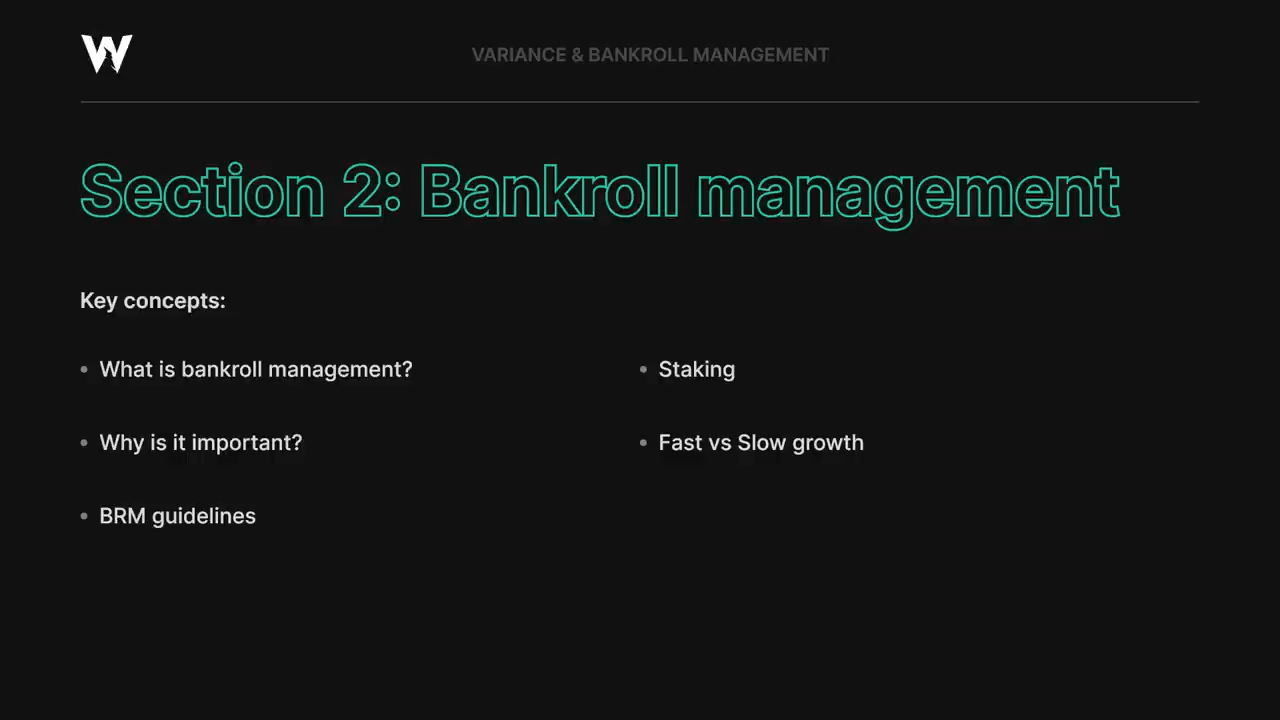 W
VARIANCE & BANKROLL MANAGEMENT
Section 2: Bankroll management
Key concepts:
• What is bankroll management?
• Why is it important?
• BRM guidelines
• Staking
• Fast vs Slow growth